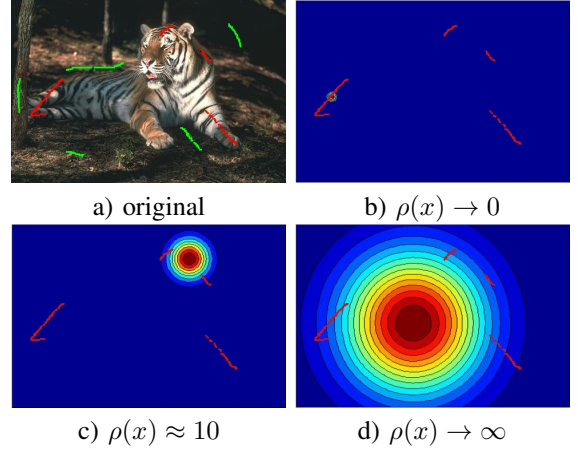 a) original
b) ρ(x) → 0
c) ρ(x) ≈ 10
d) ρ(x) → ∞